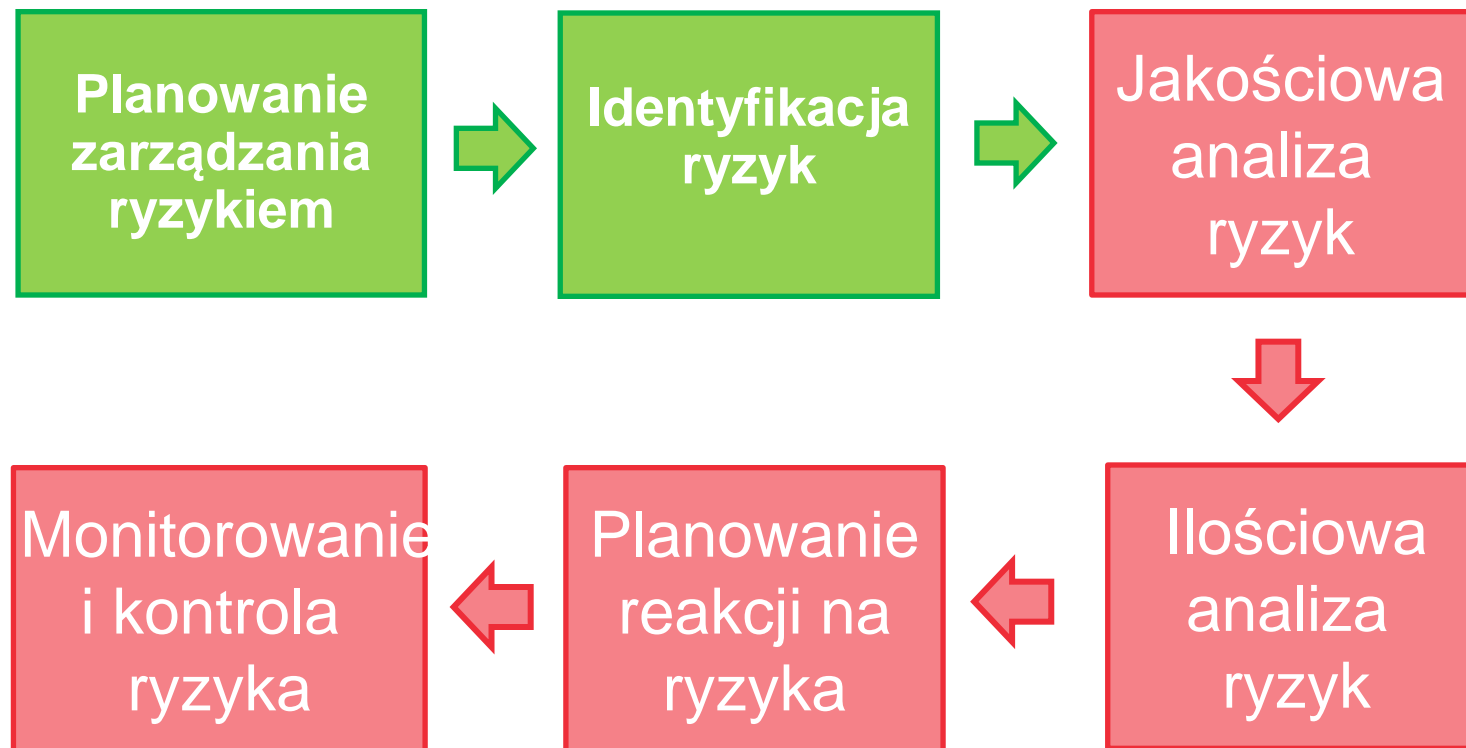 Planowanie
zarządzania
ryzykiem
Identyfikacja
ryzyk
Jakościowa
analiza
ryzyk
Ilościowa
analiza
ryzyk
Planowanie
reakcji na
ryzyka
Monitorowanie
i kontrola
ryzyka